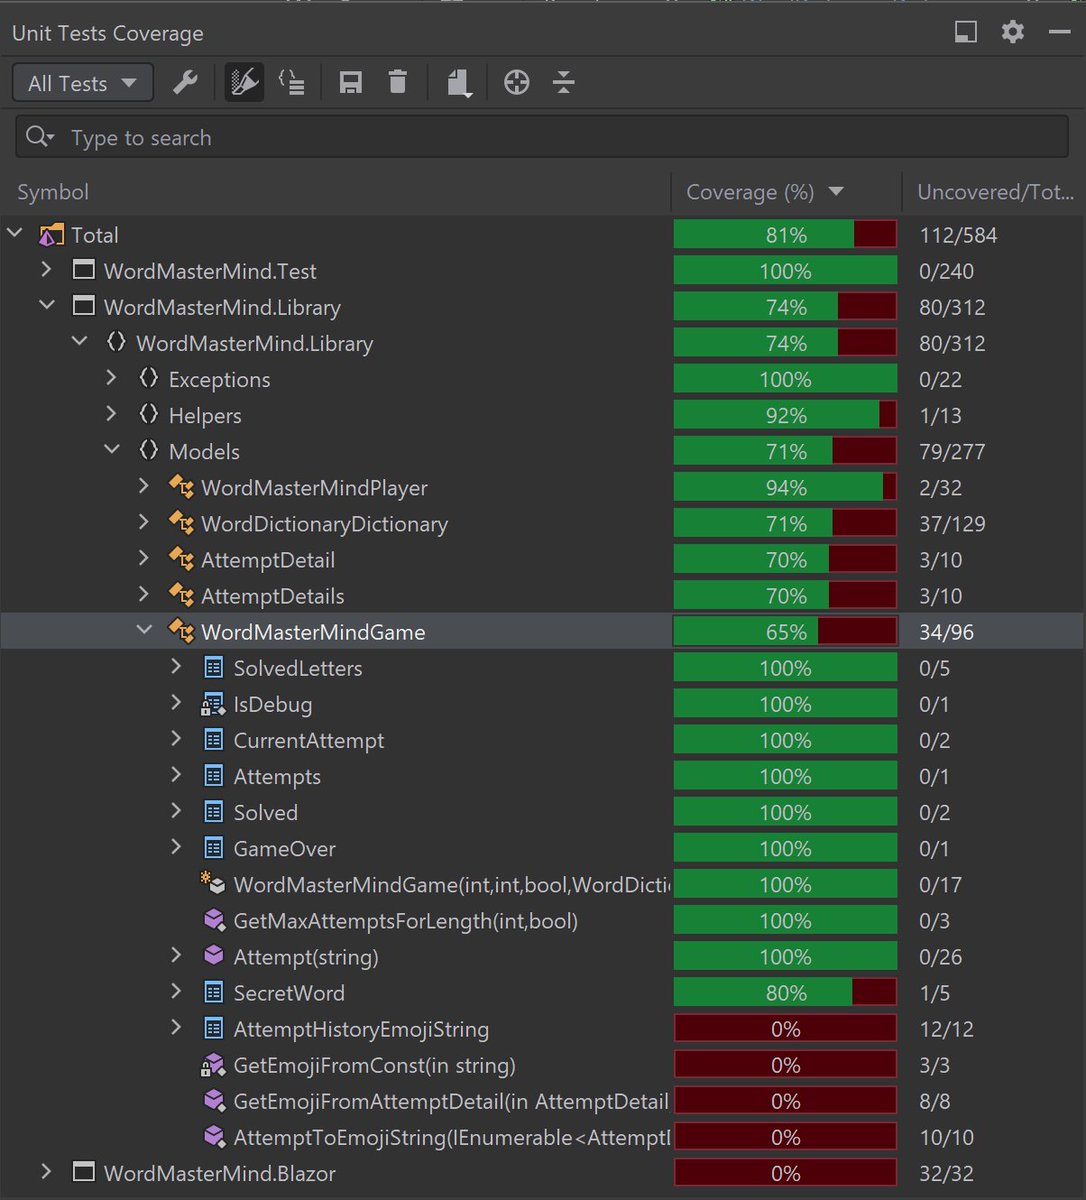 Unit Tests Coverage
All Tests
Type to search
Symbol Coverage (%) Uncovered/Tot...
Total 81% 112/584
WordMasterMind.Test 100% 0/240
WordMasterMind.Library 74% 80/312
WordMasterMind.Library 74% 80/312
Exceptions 100% 0/22
Helpers 92% 1/13
Models 71% 79/277
WordMasterMindPlayer 94% 2/32
WordDictionaryDictionary 71% 37/129
AttemptDetail 70% 3/10
AttemptDetails 70% 3/10
WordMasterMindGame 65% 34/96
SolvedLetters 100% 0/5
IsDebug 100% 0/1
CurrentAttempt 100% 0/2
Attempts 100% 0/1
Solved 100% 0/2
GameOver 100% 0/1
WordMasterMindGame(int,int,bool,WordDicti 100% 0/17
GetMaxAttemptsForLength(int,bool) 100% 0/3
Attempt(string) 100% 0/26
SecretWord 80% 1/5
AttemptHistoryEmojiString 0% 12/12
GetEmojiFromConst(in string) 0% 3/3
GetEmojiFromAttemptDetail(in AttemptDetail 0% 8/8
AttemptToEmojiString(IEnumerable<Attempt 0% 10/10
WordMasterMind.Blazor 0% 32/32